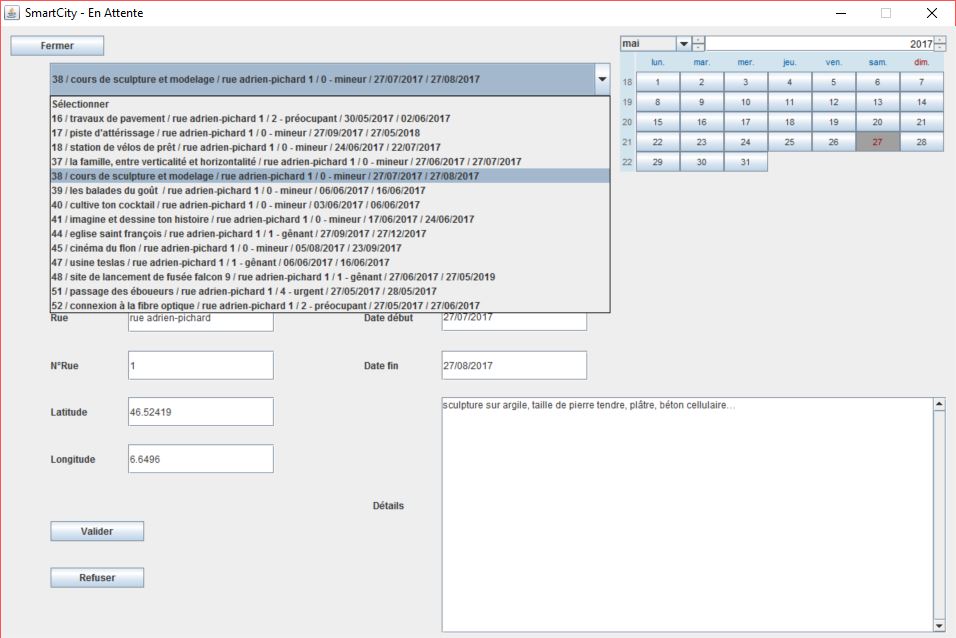 SmartCity - En Attente
Fermer
38 / cours de sculpture et modelage / rue adrien-pichard 1 / 0 - mineur / 27/07/2017 / 27/08/2017
Sélectionner
16 / travaux de pavement / rue adrien-pichard 1 / 2 - préocupant / 30/05/2017 / 02/06/2017
17 / piste d'attérissage / rue adrien-pichard 1 / 0 - mineur / 27/09/2017 / 27/05/2018
18 / station de vélos de prêt / rue adrien-pichard 1 / 0 - mineur / 24/06/2017 / 22/07/2017
37 / la famille, entre verticalité et horizontalité / rue adrien-pichard 1 / 0 - mineur / 27/06/2017 / 27/07/2017
38 / cours de sculpture et modelage / rue adrien-pichard 1 / 0 - mineur / 27/07/2017 / 27/08/2017
39 / les balades du goût / rue adrien-pichard 1 / 0 - mineur / 06/06/2017 / 16/06/2017
40 / cultive ton cocktail / rue adrien-pichard 1 / 0 - mineur / 03/06/2017 / 06/06/2017
41 / imagine et dessine ton histoire / rue adrien-pichard 1 / 0 - mineur / 17/06/2017 / 24/06/2017
44 / eglise saint françois / rue adrien-pichard 1 / 1 - gênant / 27/09/2017 / 27/12/2017
45 / cinéma du flon / rue adrien-pichard 1 / 0 - mineur / 05/08/2017 / 23/09/2017
47 / usine teslas / rue adrien-pichard 1 / 1 - gênant / 06/06/2017 / 16/06/2017
48 / site de lancement de fusée falcon 9 / rue adrien-pichard 1 / 1 - gênant / 27/06/2017 / 27/05/2019
51 / passage des éboueurs / rue adrien-pichard 1 / 4 - urgent / 27/05/2017 / 28/05/2017
52 / connexion à la fibre optique / rue adrien-pichard 1 / 2 - préocupant / 27/05/2017 / 27/06/2017
mai 2017
lun. mar. mer. jeu. ven. sam. dim.
18 1 2 3 4 5 6 7
19 8 9 10 11 12 13 14
20 15 16 17 18 19 20 21
21 22 23 24 25 26 27 28
22 29 30 31
Rue rue adrien-pichard Date début 27/07/2017
N°Rue 1 Date fin 27/08/2017
Latitude 46.52419
Longitude 6.6496
Détails
sculpture sur argile, taille de pierre tendre, plâtre, béton cellulaire…
Valider
Refuser